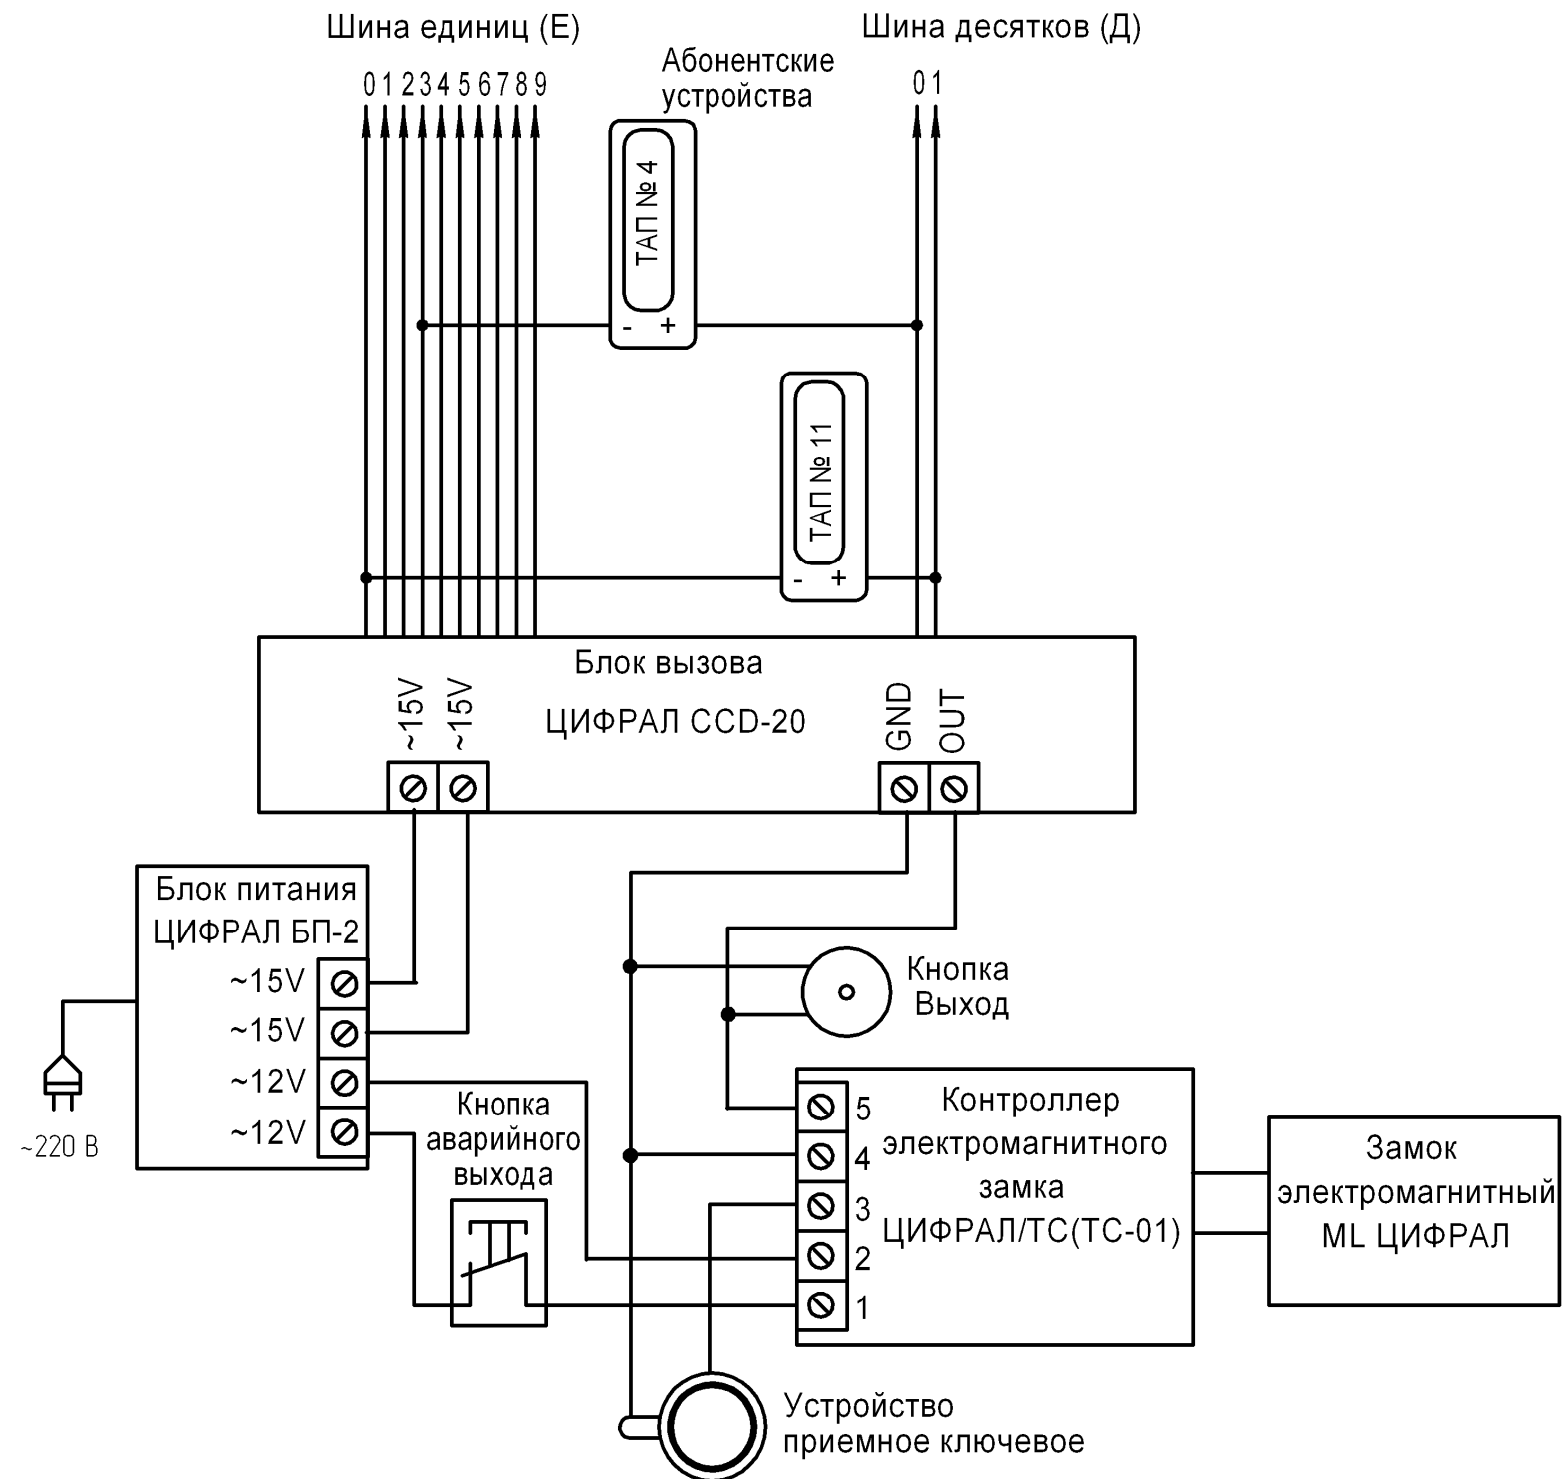 Шина единиц (Е)
Шина десятков (Д)
Абонентские
устройства
0 1 2 3 4 5 6 7 8 9
0 1
ТАП № 4
- +
ТАП № 11
- +
Блок вызова
ЦИФРАЛ CCD-20
~15V
~15V
GND
OUT
Блок питания
ЦИФРАЛ БП-2
~15V
~15V
~12V
~12V
~220 В
Кнопка
Выход
Кнопка
аварийного
выхода
5
4
3
2
1
Контроллер
электромагнитного
замка
ЦИФРАЛ/ТС(ТС-01)
Замок
электромагнитный
ML ЦИФРАЛ
Устройство
приемное ключевое